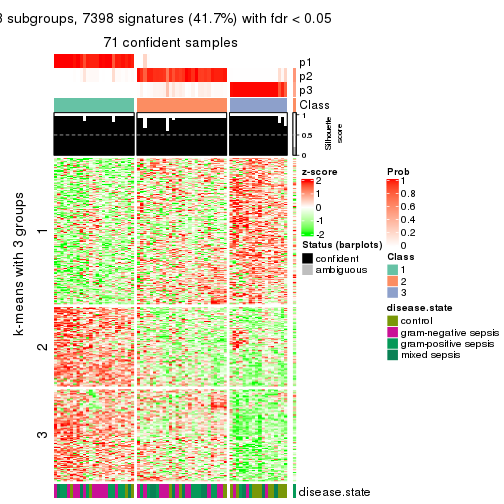 3 subgroups, 7398 signatures (41.7%) with fdr < 0.05
71 confident samples
p1
p2
p3
Class
1
0.5
0
Silhouette
score
k-means with 3 groups
1
2
3
disease.state
z-score
2
1
0
-1
-2
Status (barplots)
confident
ambiguous
Prob
1
0.8
0.6
0.4
0.2
0
Class
1
2
3
disease.state
control
gram-negative sepsis
gram-positive sepsis
mixed sepsis